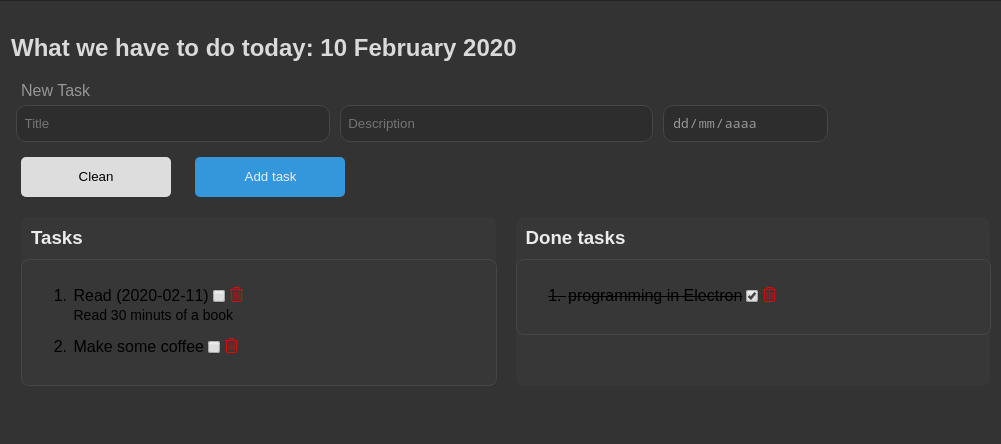 What we have to do today: 10 February 2020
New Task
Title
Description
dd/mm/aaaa
Clean
Add task
Tasks
1. Read (2020-02-11)
Read 30 minuts of a book
2. Make some coffee
Done tasks
1. programming in Electron